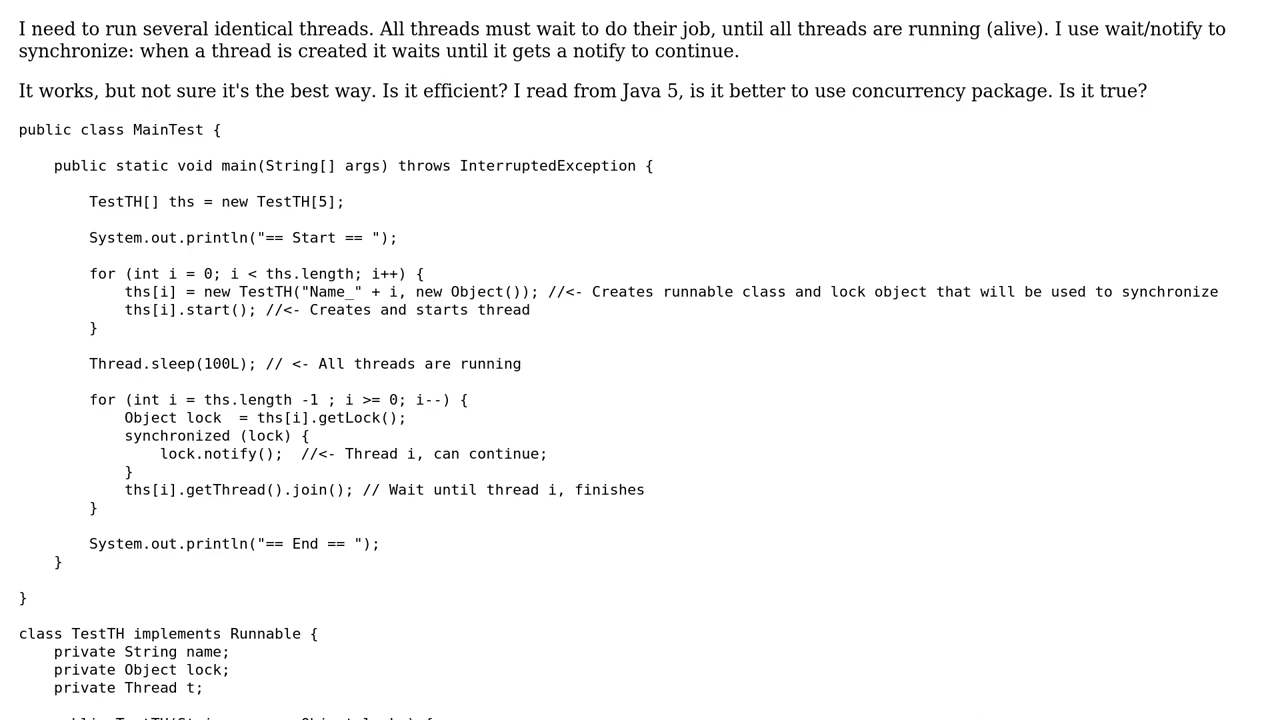 I need to run several identical threads. All threads must wait to do their job, until all threads are running (alive). I use wait/notify to
synchronize: when a thread is created it waits until it gets a notify to continue.
It works, but not sure it's the best way. Is it efficient? I read from Java 5, is it better to use concurrency package. Is it true?
public class MainTest {
    public static void main(String[] args) throws InterruptedException {
        TestTH[] ths = new TestTH[5];
        System.out.println("== Start == ");
        for (int i = 0; i < ths.length; i++) {
            ths[i] = new TestTH("Name_" + i, new Object()); //<- Creates runnable class and lock object that will be used to synchronize
            ths[i].start(); //<- Creates and starts thread
        }
        Thread.sleep(100L); // <- All threads are running
        for (int i = ths.length -1 ; i >= 0; i--) {
            Object lock  = ths[i].getLock();
            synchronized (lock) {
                lock.notify();  //<- Thread i, can continue;
            }
            ths[i].getThread().join(); // Wait until thread i, finishes
        }
        System.out.println("== End == ");
    }
}
class TestTH implements Runnable {
    private String name;
    private Object lock;
    private Thread t;